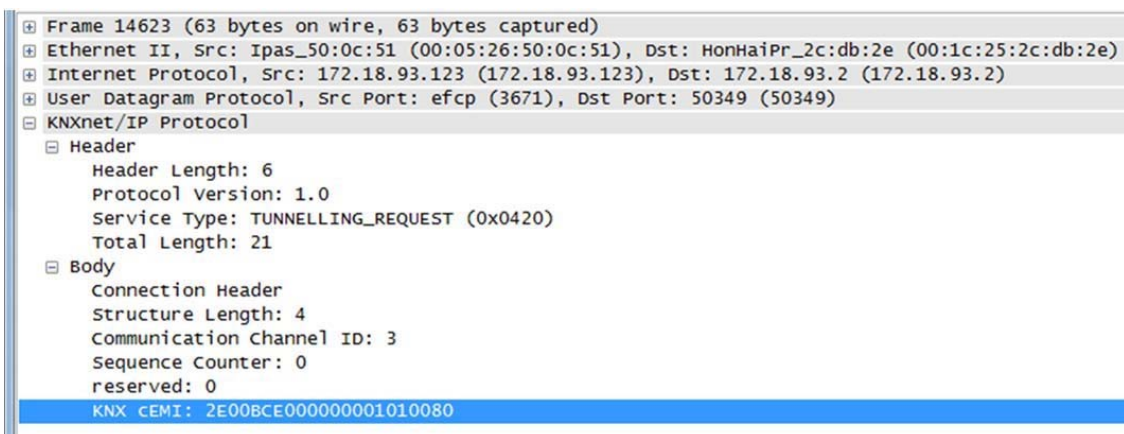 Frame 14623 (63 bytes on wire, 63 bytes captured)
Ethernet II, Src: Ipas_50:0c:51 (00:05:26:50:0c:51), Dst: HonHaiPr_2c:db:2e (00:1c:25:2c:db:2e)
Internet Protocol, Src: 172.18.93.123 (172.18.93.123), Dst: 172.18.93.2 (172.18.93.2)
User Datagram Protocol, Src Port: efcp (3671), Dst Port: 50349 (50349)
KNXnet/IP Protocol
Header
Header Length: 6
Protocol Version: 1.0
Service Type: TUNNELLING_REQUEST (0x0420)
Total Length: 21
Body
Connection Header
Structure Length: 4
Communication Channel ID: 3
Sequence Counter: 0
reserved: 0
KNX cEMI: 2E00BCE000000001010080